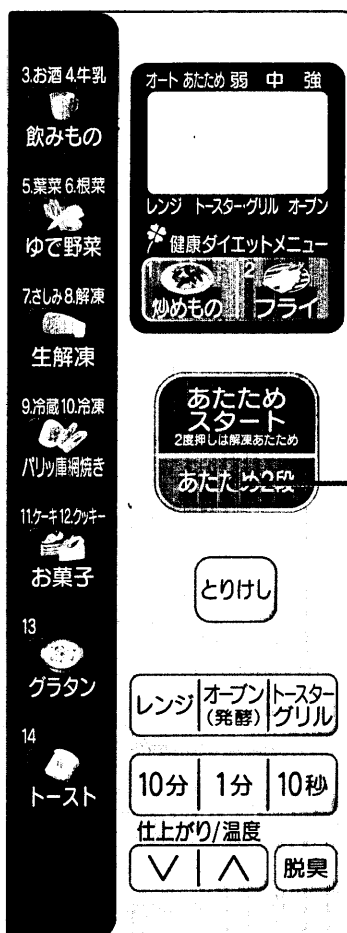 3.お酒 4.牛乳
飲みもの
5.葉菜 6.根菜
ゆで野菜
7.さしみ 8.解凍
生解凍
9.冷蔵 10.冷凍
パリッ庫網焼き
11.ケーキ 12.クッキー
お菓子
13
グラタン
14
トースト
オート あたため 弱 中 強
レンジ トースター・グリル オーブン
健康ダイエットメニュー
1 2
炒めもの フライ
あたため
スタート
2度押しは解凍あたため
あたため2段
とりけし
レンジ オーブン(発酵) トースターグリル
10分 1分 10秒
仕上がり/温度
∨ ∧ 脱臭